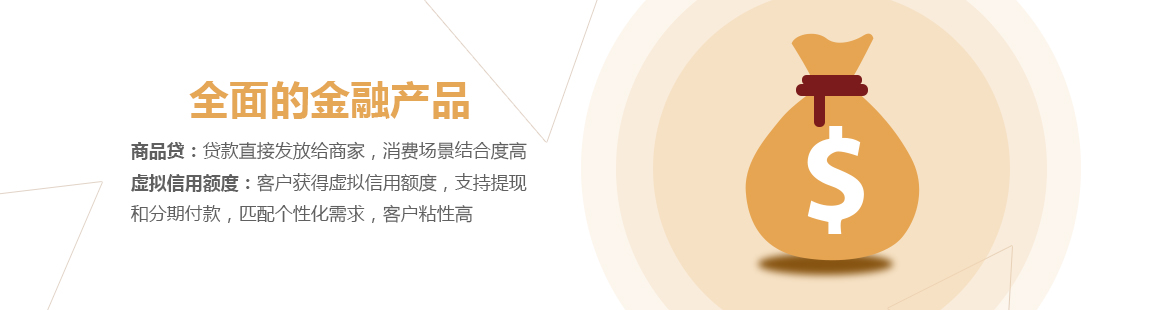 全面的金融产品
商品贷：贷款直接发放给商家，消费场景结合度高
虚拟信用额度：客户获得虚拟信用额度，支持提现
和分期付款，匹配个性化需求，客户粘性高
$